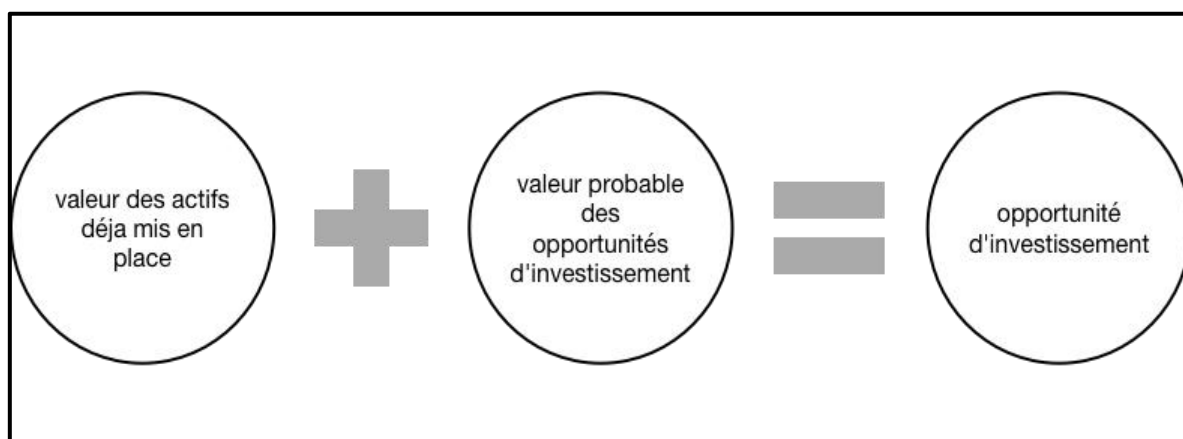 valeur des actifs
déja mis en
place
valeur probable
des
opportunités
d'investissement
opportunité
d'investissement